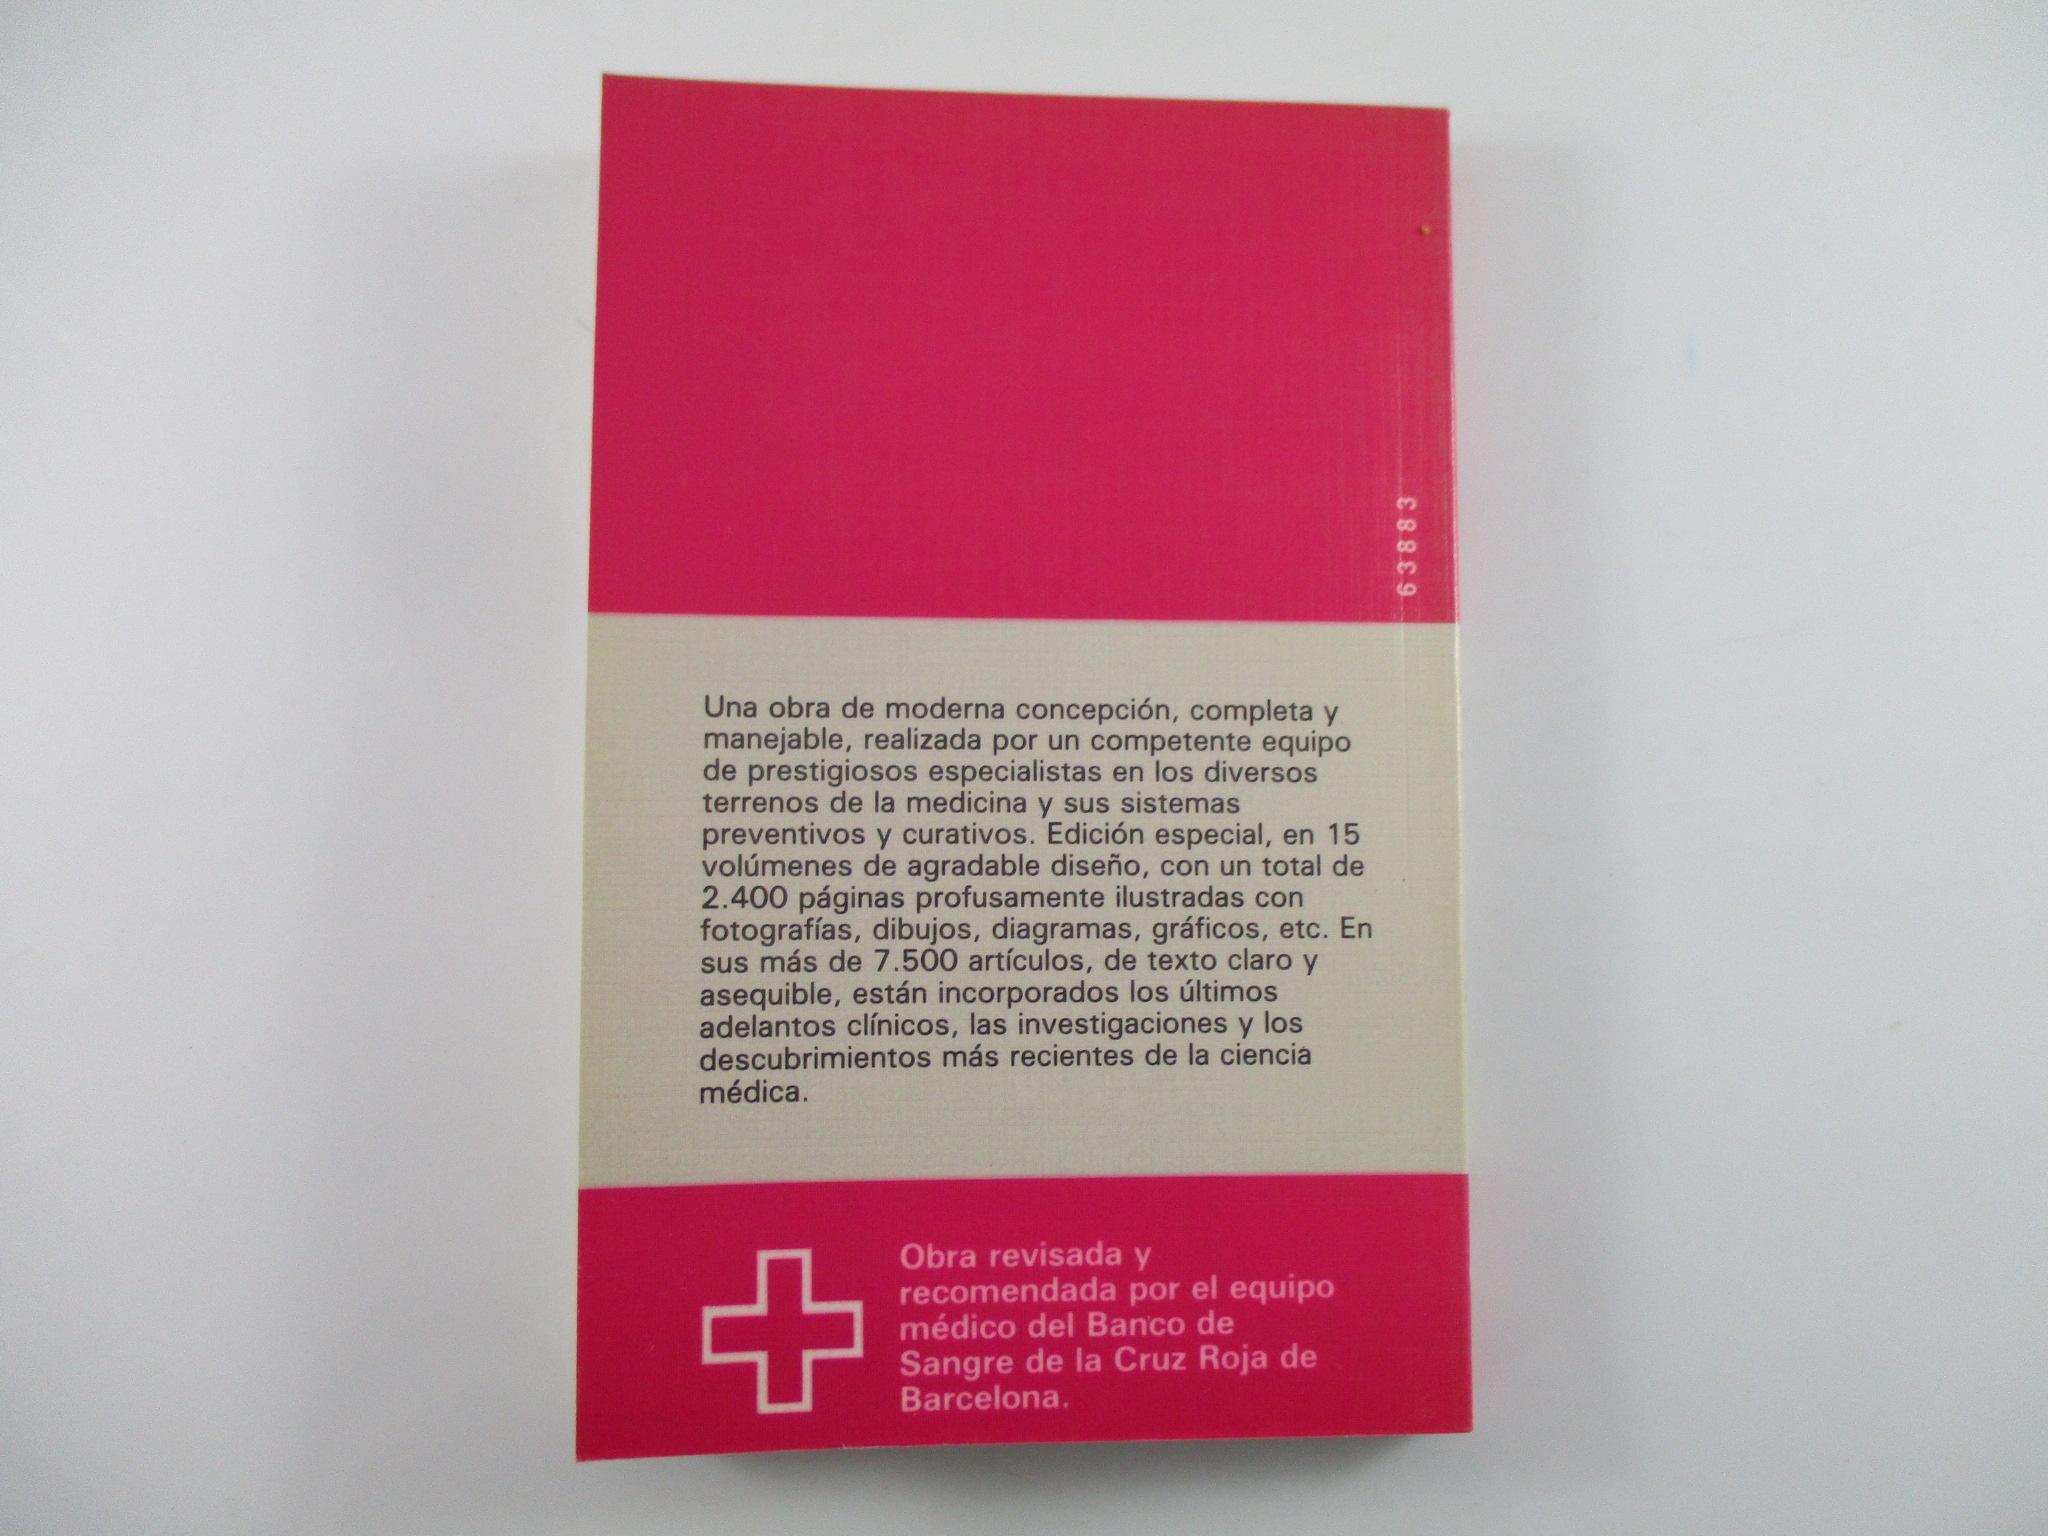 63883
Una obra de moderna concepción, completa y
manejable, realizada por un competente equipo
de prestigiosos especialistas en los diversos
terrenos de la medicina y sus sistemas
preventivos y curativos. Edición especial, en 15
volúmenes de agradable diseño, con un total de
2.400 páginas profusamente ilustradas con
fotografías, dibujos, diagramas, gráficos, etc. En
sus más de 7.500 artículos, de texto claro y
asequible, están incorporados los últimos
adelantos clínicos, las investigaciones y los
descubrimientos más recientes de la ciencia
médica.
Obra revisada y
recomendada por el equipo
médico del Banco de
Sangre de la Cruz Roja de
Barcelona.